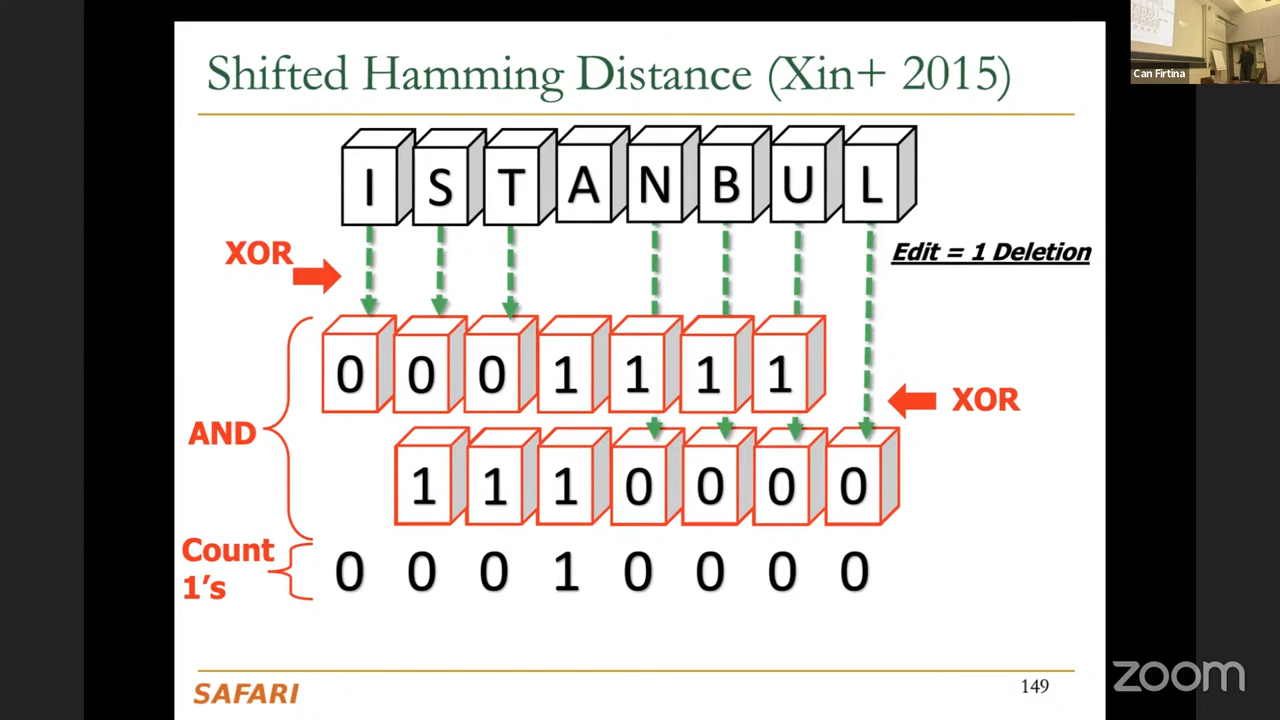 Shifted Hamming Distance (Xin+ 2015)
Can Firtina
I S T A N B U L
XOR
Edit = 1 Deletion
0 0 0 1 1 1 1
XOR
AND
1 1 1 0 0 0 0
Count 1's
0 0 0 1 0 0 0 0
SAFARI
149
zoom